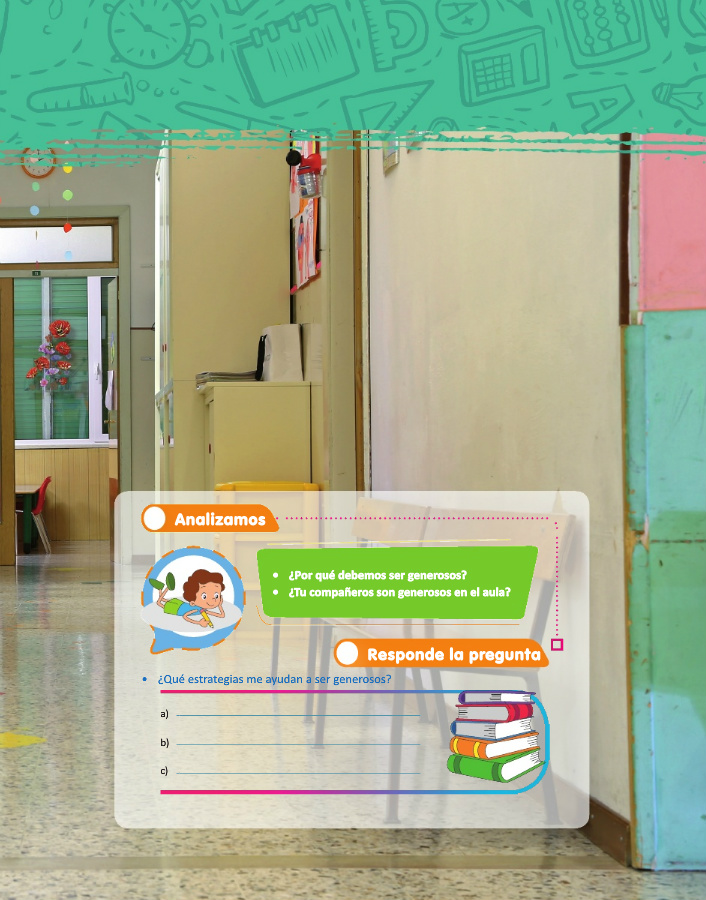 Analizamos
• ¿Por qué debemos ser generosos?
• ¿Tu compañeros son generosos en el aula?
Responde la pregunta
• ¿Qué estrategias me ayudan a ser generosos?
a)
b)
c)